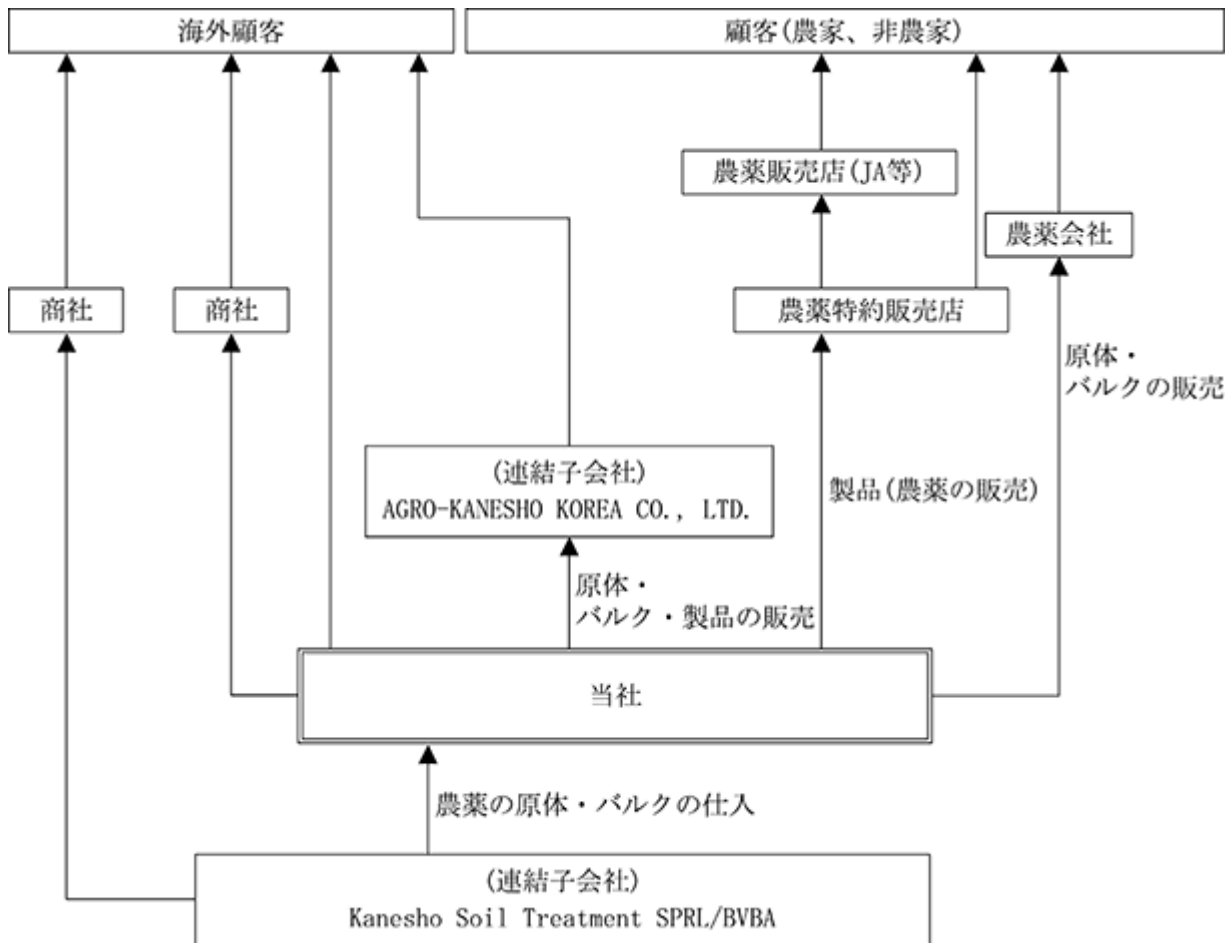 海外顧客
顧客(農家、非農家)
農薬販売店(JA等)
農薬会社
商社
商社
農薬特約販売店
原体・
バルクの販売
(連結子会社)
AGRO-KANESHO KOREA CO., LTD.
製品(農薬の販売)
原体・
バルク・製品の販売
当社
農薬の原体・バルクの仕入
(連結子会社)
Kanesho Soil Treatment SPRL/BVBA